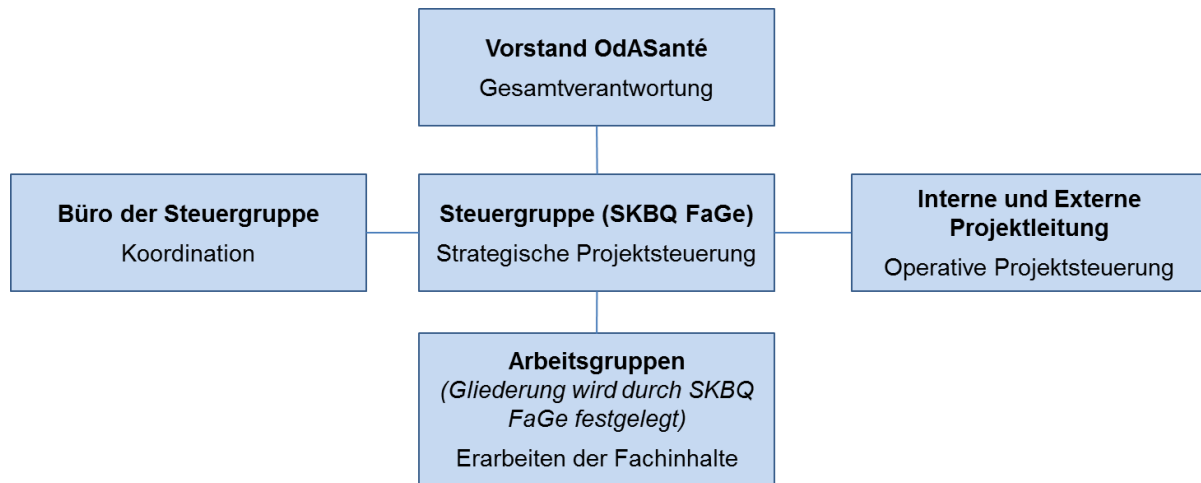 Vorstand OdASanté
Gesamtverantwortung
Büro der Steuergruppe
Koordination
Steuergruppe (SKBQ FaGe)
Strategische Projektsteuerung
Interne und Externe
Projektleitung
Operative Projektsteuerung
Arbeitsgruppen
(Gliederung wird durch SKBQ
FaGe festgelegt)
Erarbeiten der Fachinhalte